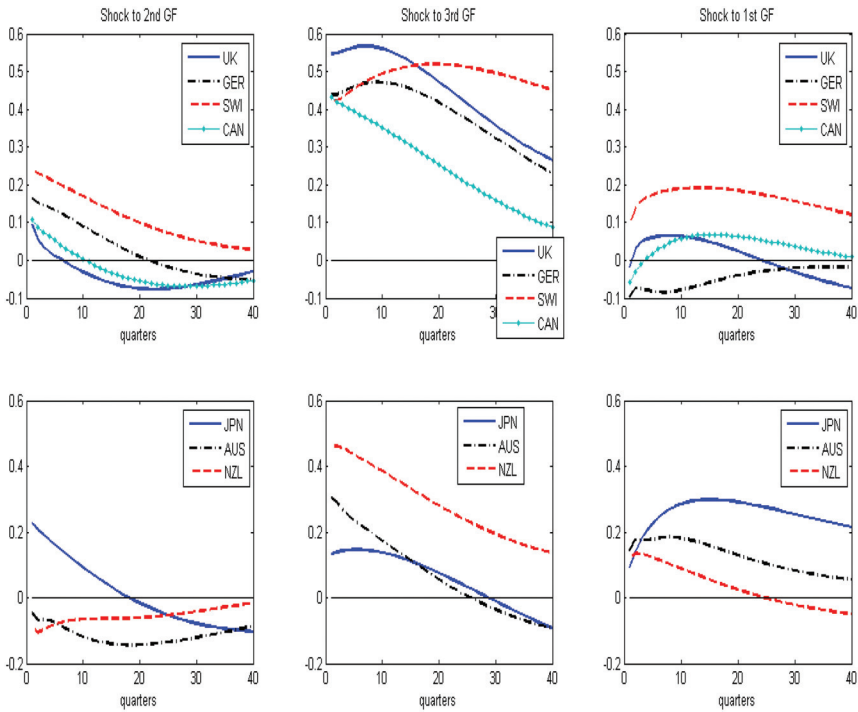 Shock to 2nd GF
0.6
0.5
0.4
0.3
0.2
0.1
0
-0.1
0
10
20
30
40
quarters
UK
GER
SWI
CAN
Shock to 3rd GF
0.6
0.5
0.4
0.3
0.2
0.1
0
-0.1
0
10
20
30
40
quarters
UK
GER
SWI
CAN
Shock to 1st GF
0.6
0.5
0.4
0.3
0.2
0.1
0
-0.1
0
10
20
30
40
quarters
UK
GER
SWI
CAN
0.6
0.4
0.2
0
-0.2
0
10
20
30
40
quarters
JPN
AUS
NZL
0.6
0.4
0.2
0
-0.2
0
10
20
30
40
quarters
JPN
AUS
NZL
0.6
0.4
0.2
0
-0.2
0
10
20
30
40
quarters
JPN
AUS
NZL